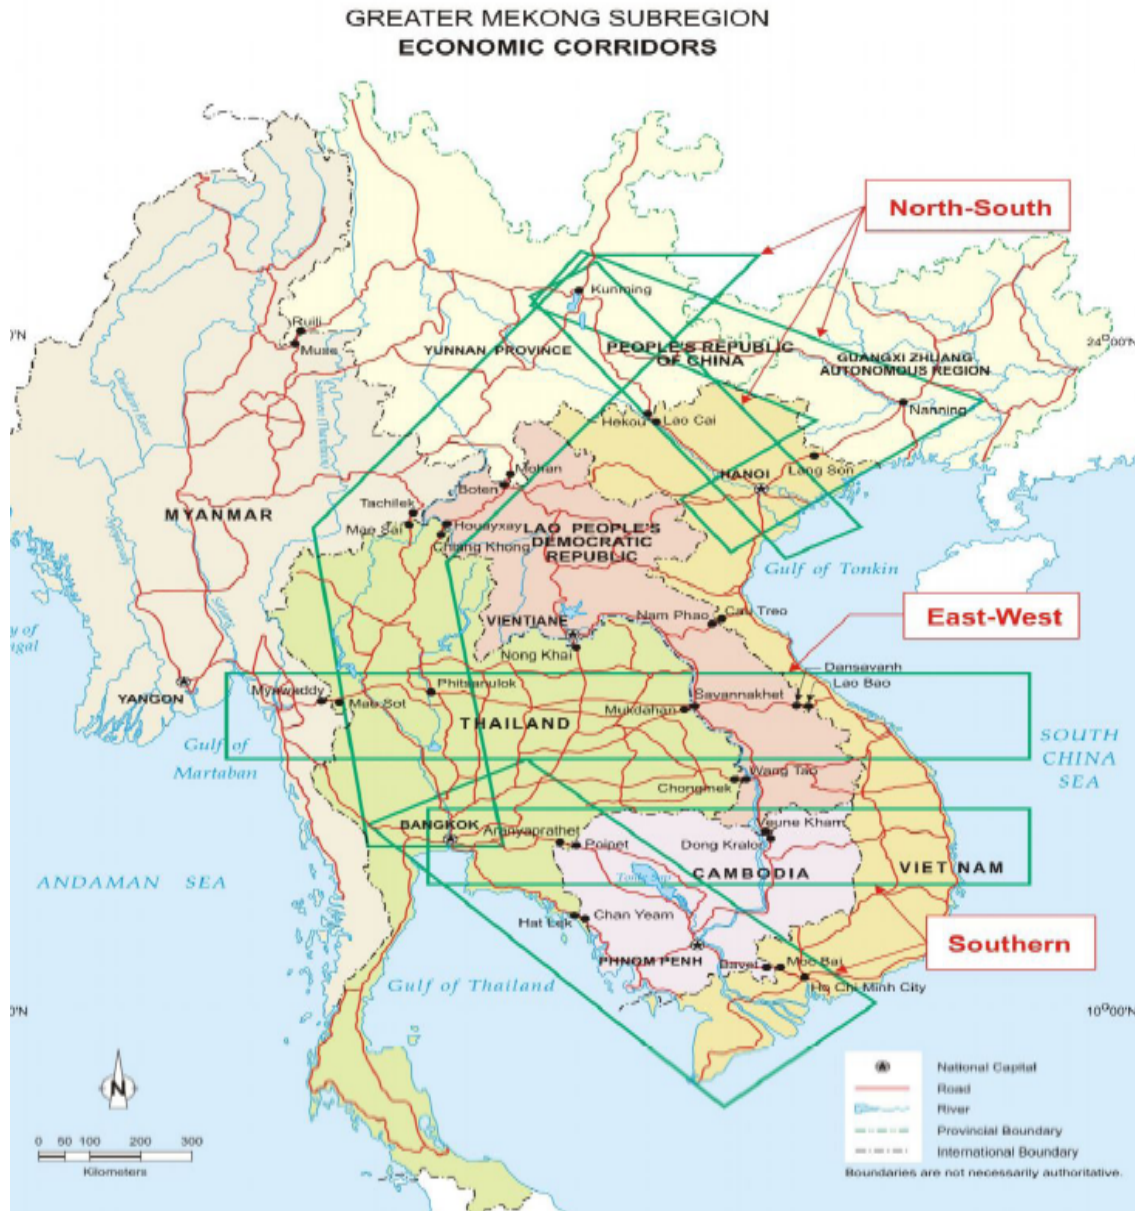 GREATER MEKONG SUBREGION
ECONOMIC CORRIDORS
North-South
Kunming
Ruili
Muse
YUNNAN PROVINCE
PEOPLE'S REPUBLIC
OF CHINA
GUANGXI ZHUANG
AUTONOMOUS REGION
24°00'N
0'N
Nanning
Hekou
Lao Cai
Lang Son
HANOI
Mohan
Boten
Tachilek
Mae Sai
Houayxay
Chiang Khong
MYANMAR
LAO PEOPLE'S
DEMOCRATIC
REPUBLIC
Gulf of Tonkin
East-West
Nam Phao
Cau Treo
VIENTIANE
Nong Khai
Dansavanh
Lao Bao
YANGON
Myawaddy
Mae Sot
Phitsanulok
Savannakhet
Mukdahan
THAILAND
Gulf of
Martaban
SOUTH
CHINA
SEA
Wang Tao
Chongmek
BANGKOK
Aranyaprathet
Poipet
Veune Kham
Dong Kralor
CAMBODIA
VIET NAM
ANDAMAN SEA
Tonle Sap
Hat Lek
Chan Yeam
Southern
PHNOM PENH
Bavet
Moc Bai
Ho Chi Minh City
Gulf of Thailand
0'N
10°00'N
N
0 50 100 200 300
Kilometers
National Capital
Road
River
Provincial Boundary
International Boundary
Boundaries are not necessarily authoritative.